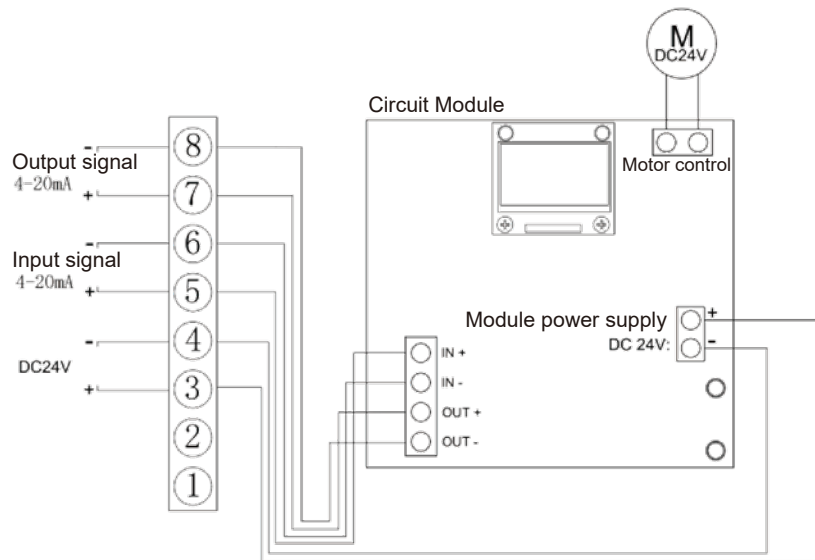 M
DC24V
Circuit Module
Motor control
- 8
Output signal
4-20mA
+ 7
- 6
Input signal
4-20mA
+ 5
- 4
DC24V
+ 3
2
1
Module power supply +
DC 24V: -
IN +
IN -
OUT +
OUT -